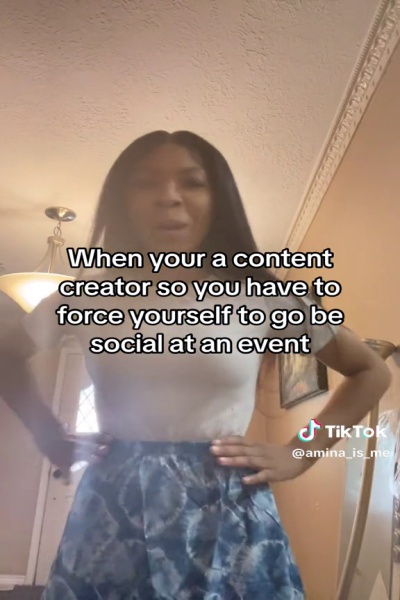 When your a content
creator so you have to
force yourself to go be
social at an event
TikTok
@amina_is_me